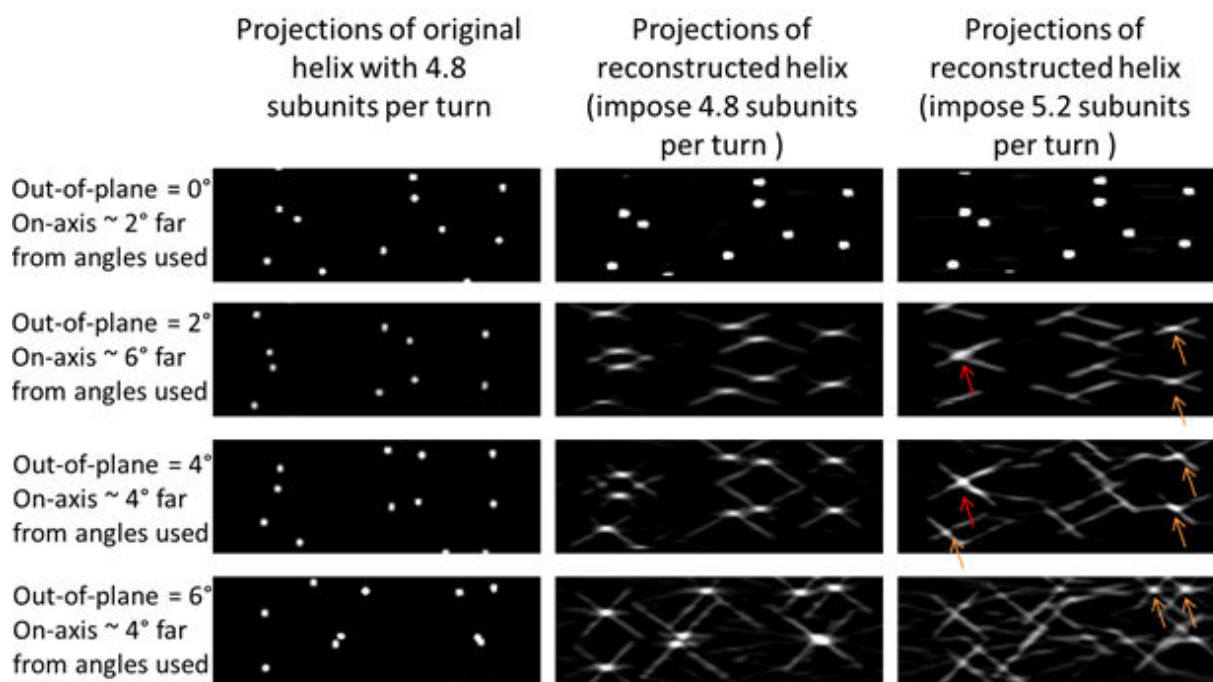 Projections of original
helix with 4.8
subunits per turn
Projections of
reconstructed helix
(impose 4.8 subunits
per turn )
Projections of
reconstructed helix
(impose 5.2 subunits
per turn )
Out-of-plane = 0°
On-axis ~ 2° far
from angles used
Out-of-plane = 2°
On-axis ~ 6° far
from angles used
Out-of-plane = 4°
On-axis ~ 4° far
from angles used
Out-of-plane = 6°
On-axis ~ 4° far
from angles used